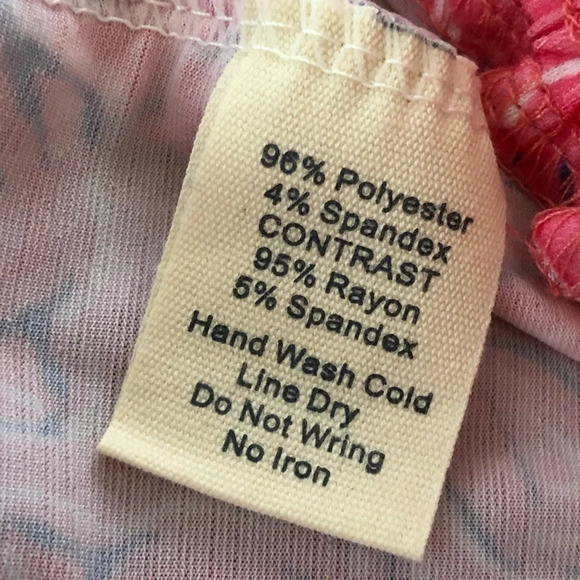 96% Polyester
4% Spandex
CONTRAST
95% Rayon
5% Spandex
Hand Wash Cold
Line Dry
Do Not Wring
No Iron